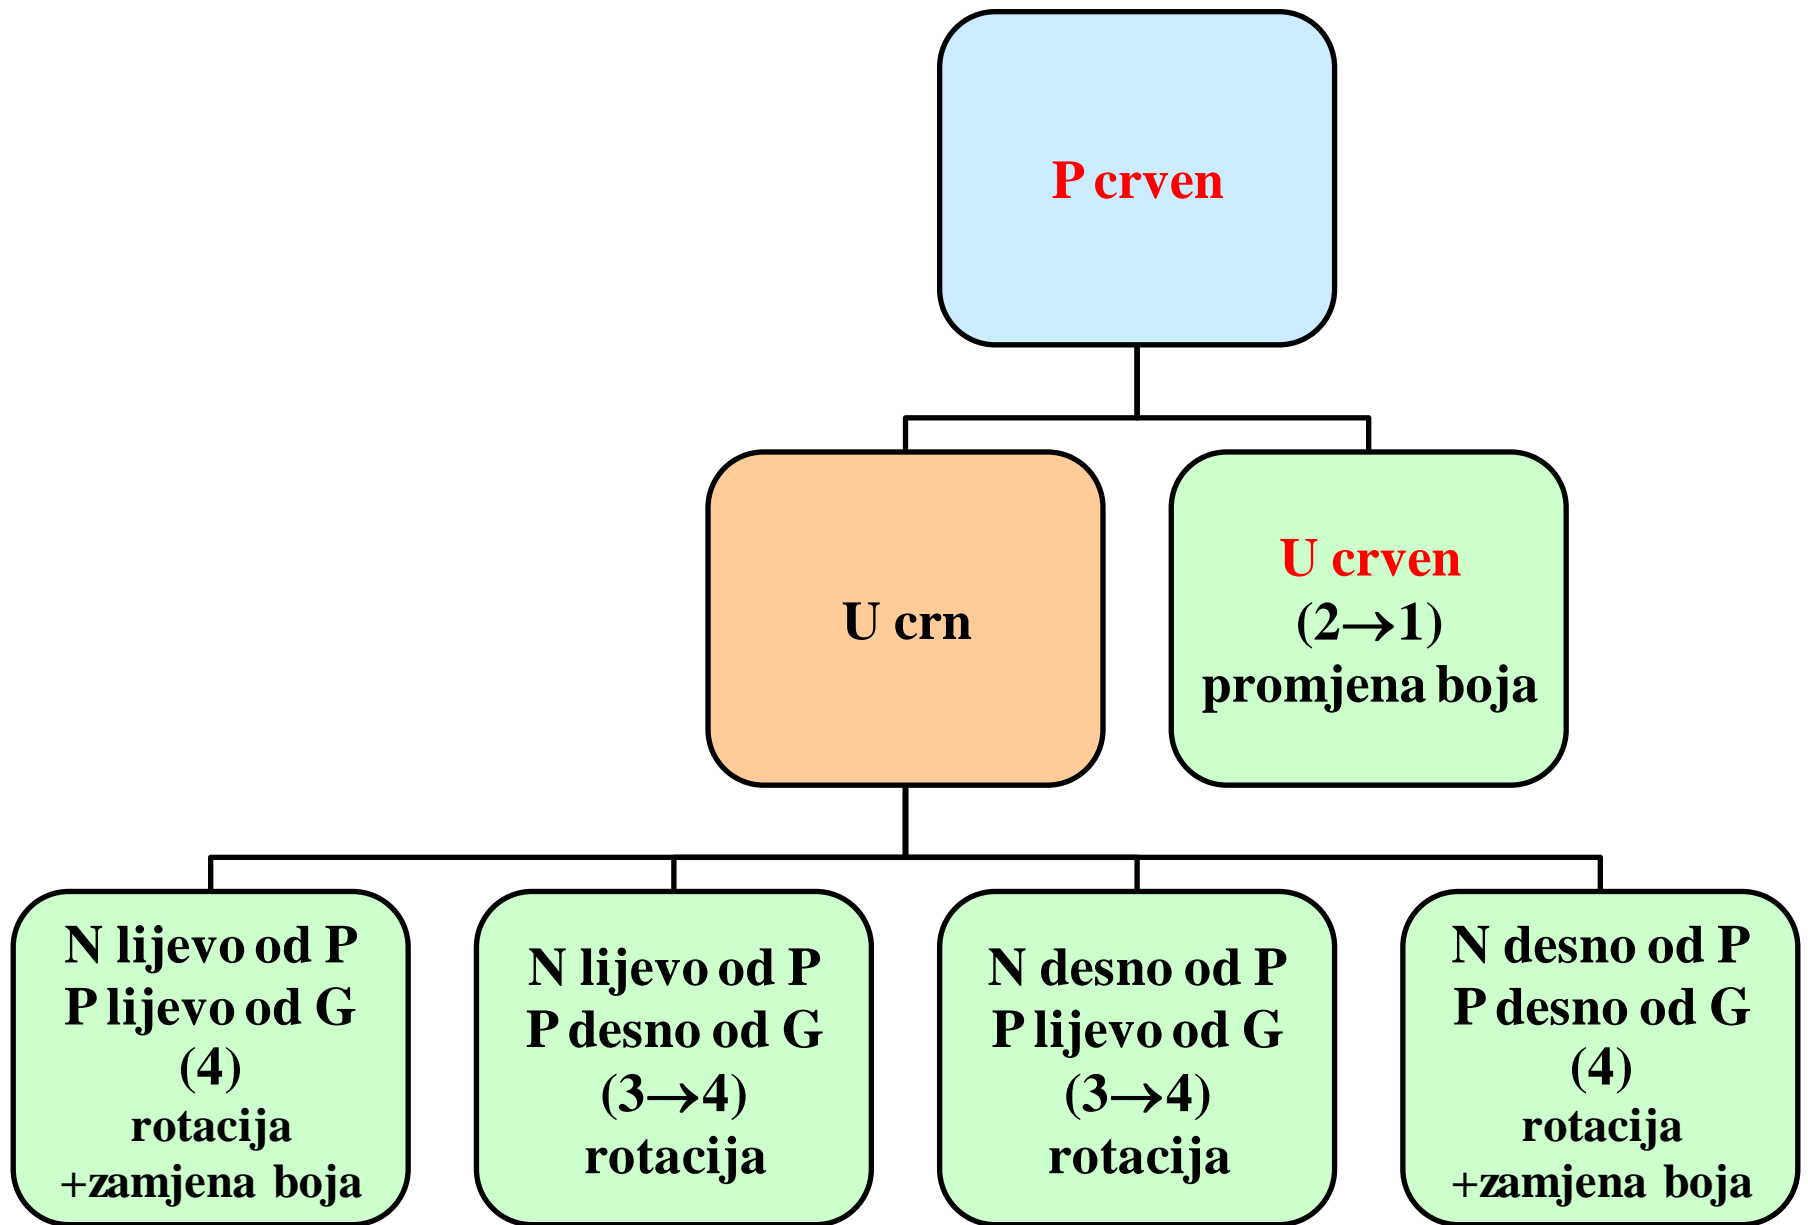 P crven
U crn
U crven
(2→1)
promjena boja
N lijevo od P
P lijevo od G
(4)
rotacija
+zamjena boja
N lijevo od P
P desno od G
(3→4)
rotacija
N desno od P
P lijevo od G
(3→4)
rotacija
N desno od P
P desno od G
(4)
rotacija
+zamjena boja